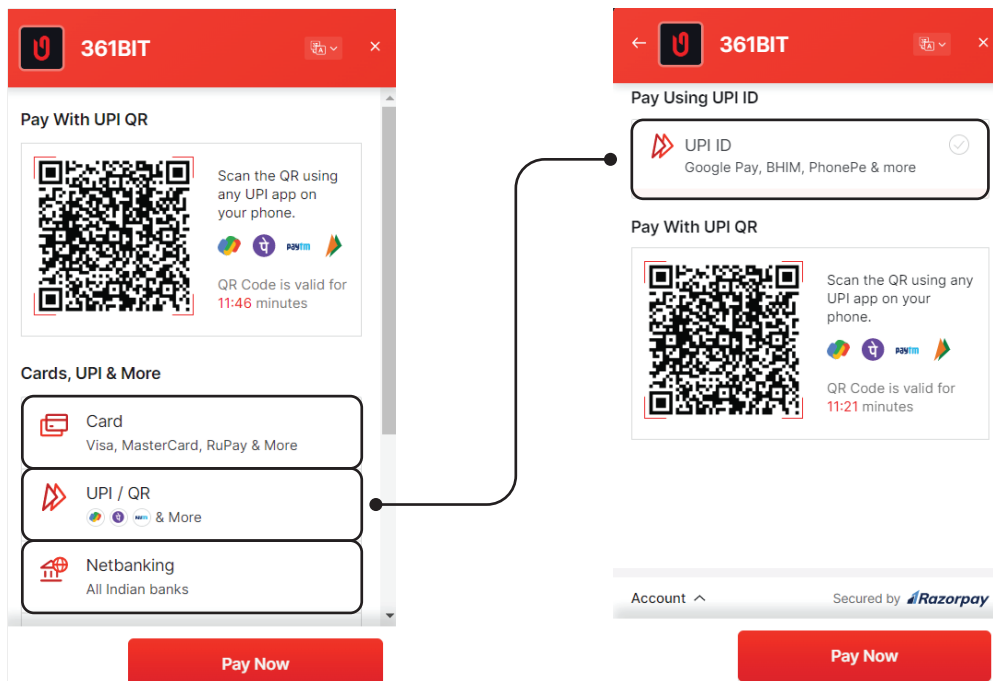 361BIT
Pay With UPI QR
Scan the QR using
any UPI app on
your phone.
पे
paytm
QR Code is valid for
11:46 minutes
Cards, UPI & More
Card
Visa, MasterCard, RuPay & More
UPI / QR
पे
& More
Netbanking
All Indian banks
Pay Now
361BIT
Pay Using UPI ID
UPI ID
Google Pay, BHIM, PhonePe & more
Pay With UPI QR
Scan the QR using any
UPI app on your
phone.
पे
paytm
QR Code is valid for
11:21 minutes
Account
Secured by Razorpay
Pay Now